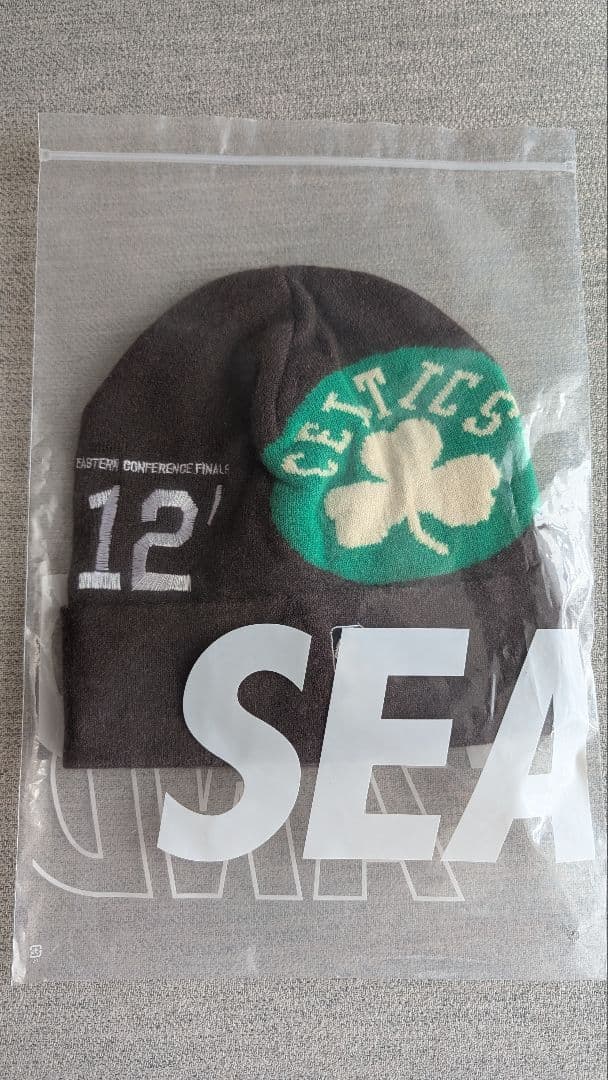 CELTICS
EASTERN CONFERENCE FINALS
12'
SEA